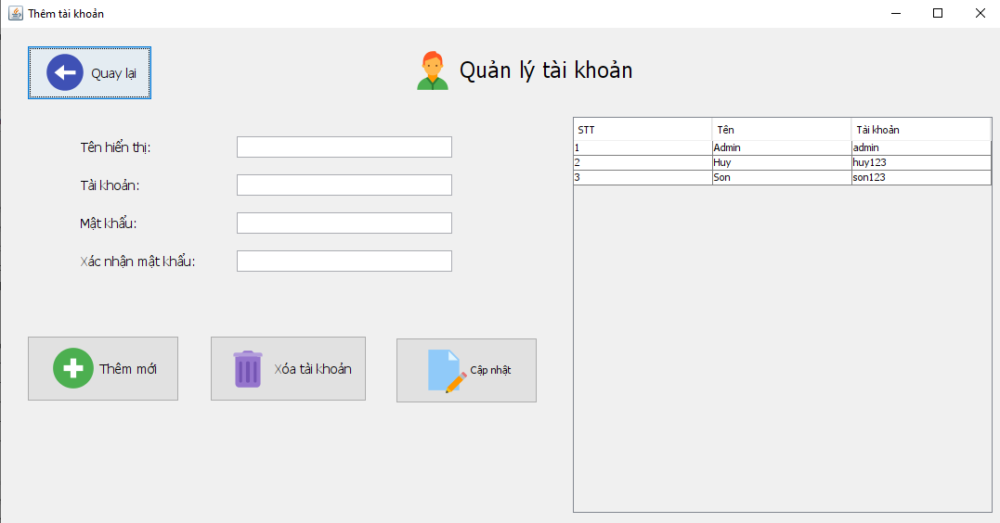 Thêm tài khoản
Quay lại
Quản lý tài khoản
Tên hiển thị:
Tài khoản:
Mật khẩu:
Xác nhận mật khẩu:
Thêm mới
Xóa tài khoản
Cập nhật
STT Tên Tài khoản
1 Admin admin
2 Huy huy123
3 Son son123